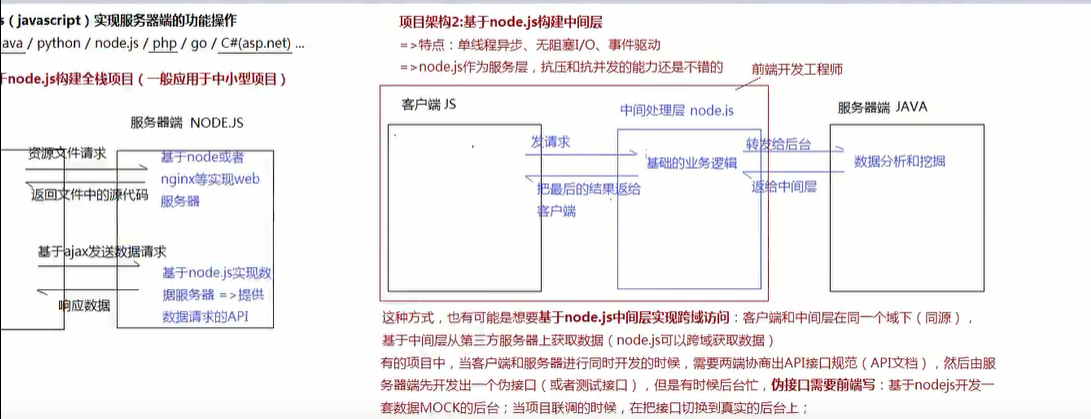 s（javascript）实现服务器端的功能操作
ava / python / node.js / php / go / C#(asp.net) ...
于node.js构建全栈项目（一般应用于中小型项目）
服务器端 NODE.JS
资源文件请求
返回文件中的源代码
基于node或者
nginx等实现web
服务器
基于ajax发送数据请求
响应数据
基于node.js实现数
据服务器 =>提供
数据请求的API
项目架构2:基于node.js构建中间层
=>特点：单线程异步、无阻塞I/O、事件驱动
=>node.js作为服务层，抗压和抗并发的能力还是不错的
前端开发工程师
客户端 JS
中间处理层 node.js
服务器端 JAVA
发请求
把最后的结果返给
客户端
基础的业务逻辑
转发给后台
返给中间层
数据分析和挖掘
这种方式，也有可能是想要基于node.js中间层实现跨域访问：客户端和中间层在同一个域下（同源），
基于中间层从第三方服务器上获取数据（node.js可以跨域获取数据）
有的项目中，当客户端和服务器进行同时开发的时候，需要两端协商出API接口规范（API文档），然后由服
务器端先开发出一个伪接口（或者测试接口），但是有时候后台忙，伪接口需要前端写：基于nodejs开发一
套数据MOCK的后台；当项目联调的时候，在把接口切换到真实的后台上；